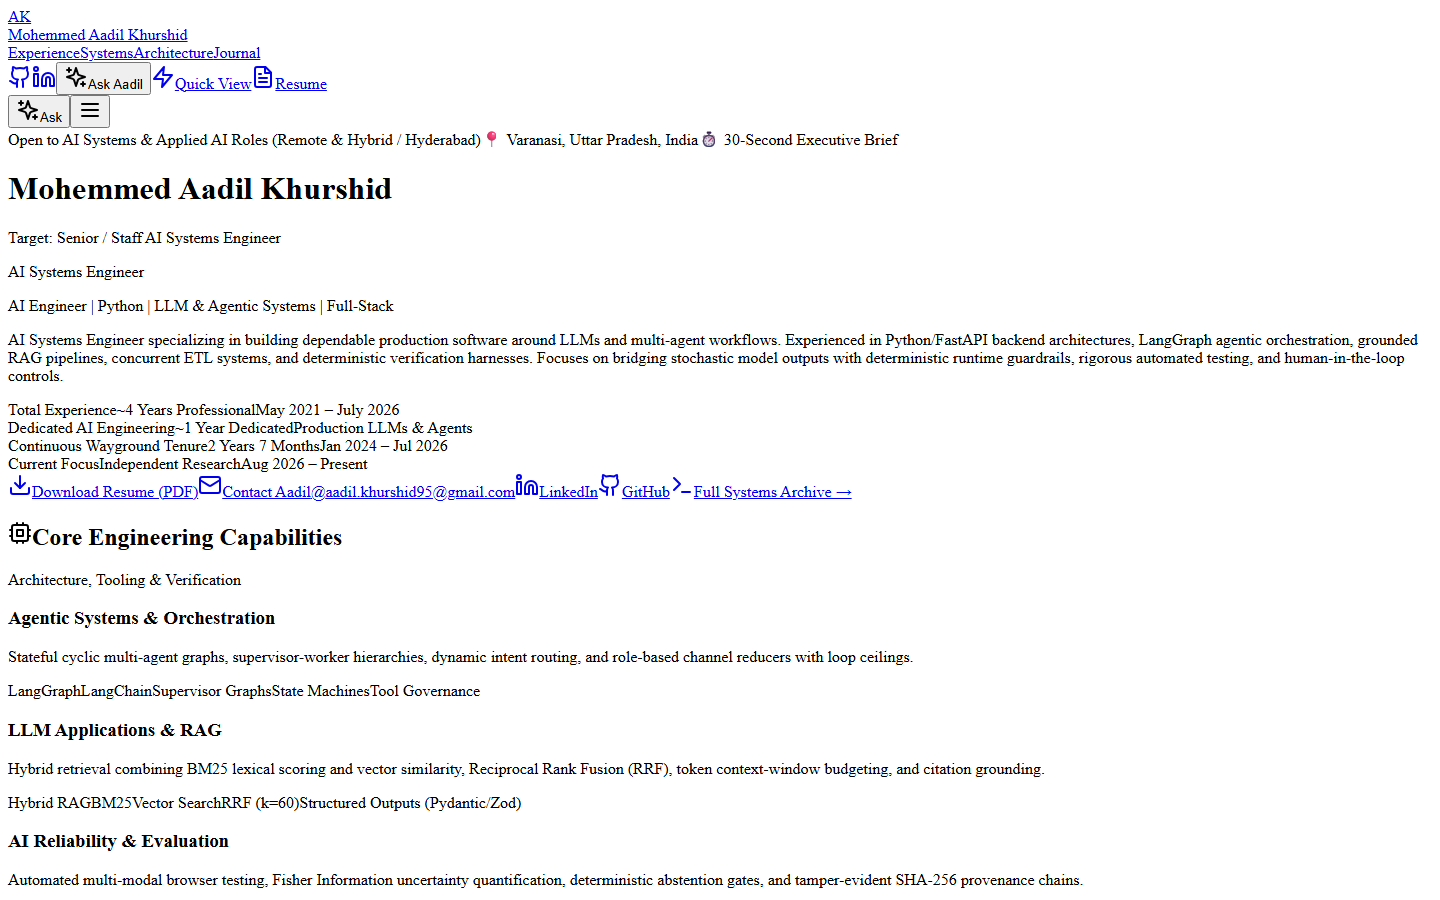 AK
Mohemmed Aadil Khurshid
ExperienceSystemsArchitectureJournal
Ask Aadil Quick View Resume
Ask
Open to AI Systems & Applied AI Roles (Remote & Hybrid / Hyderabad) Varanasi, Uttar Pradesh, India 30-Second Executive Brief
Mohemmed Aadil Khurshid
Target: Senior / Staff AI Systems Engineer
AI Systems Engineer
AI Engineer | Python | LLM & Agentic Systems | Full-Stack
AI Systems Engineer specializing in building dependable production software around LLMs and multi-agent workflows. Experienced in Python/FastAPI backend architectures, LangGraph agentic orchestration, grounded
RAG pipelines, concurrent ETL systems, and deterministic verification harnesses. Focuses on bridging stochastic model outputs with deterministic runtime guardrails, rigorous automated testing, and human-in-the-loop
controls.
Total Experience~4 Years ProfessionalMay 2021 – July 2026
Dedicated AI Engineering~1 Year DedicatedProduction LLMs & Agents
Continuous Wayground Tenure2 Years 7 MonthsJan 2024 – Jul 2026
Current FocusIndependent ResearchAug 2026 – Present
Download Resume (PDF) Contact Aadil@aadil.khurshid95@gmail.com LinkedIn GitHub Full Systems Archive →
Core Engineering Capabilities
Architecture, Tooling & Verification
Agentic Systems & Orchestration
Stateful cyclic multi-agent graphs, supervisor-worker hierarchies, dynamic intent routing, and role-based channel reducers with loop ceilings.
LangGraphLangChainSupervisor GraphsState MachinesTool Governance
LLM Applications & RAG
Hybrid retrieval combining BM25 lexical scoring and vector similarity, Reciprocal Rank Fusion (RRF), token context-window budgeting, and citation grounding.
Hybrid RAGBM25Vector SearchRRF (k=60)Structured Outputs (Pydantic/Zod)
AI Reliability & Evaluation
Automated multi-modal browser testing, Fisher Information uncertainty quantification, deterministic abstention gates, and tamper-evident SHA-256 provenance chains.